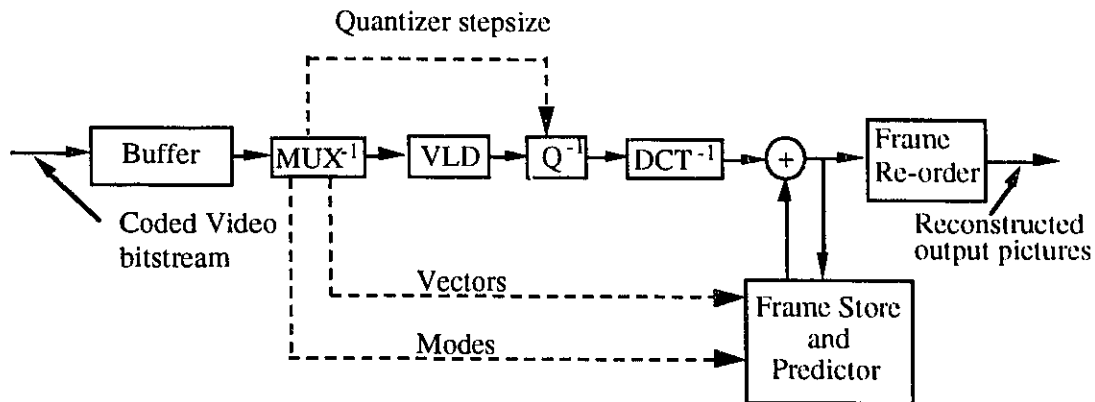 Quantizer stepsize
Buffer
MUX-1
VLD
Q-1
DCT-1
+
Frame
Re-order
Coded Video
bitstream
Reconstructed
output pictures
Vectors
Modes
Frame Store
and
Predictor